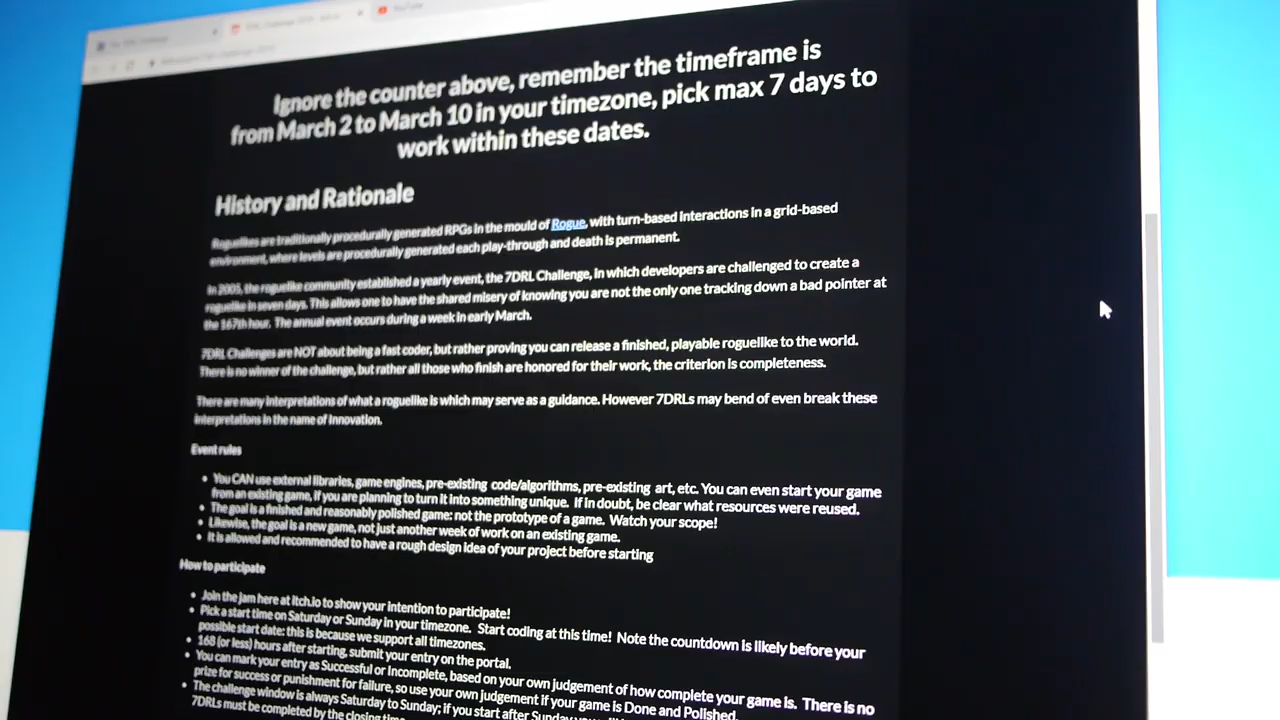 YouTube
Ignore the counter above, remember the timeframe is
from March 2 to March 10 in your timezone, pick max 7 days to
work within these dates.
History and Rationale
Roguelikes are traditionally procedurally generated RPGs in the mould of Rogue, with turn-based interactions in a grid-based
environment, where levels are procedurally generated each play-through and death is permanent.
In 2005, the roguelike community established a yearly event, the 7DRL Challenge, in which developers are challenged to create a
roguelike in seven days. This allows one to have the shared misery of knowing you are not the only one tracking down a bad pointer at
the 167th hour. The annual event occurs during a week in early March.
7DRL Challenges are NOT about being a fast coder, but rather proving you can release a finished, playable roguelike to the world.
There is no winner of the challenge, but rather all those who finish are honored for their work, the criterion is completeness.
There are many interpretations of what a roguelike is which may serve as a guidance. However 7DRLs may bend of even break these
interpretations in the name of innovation.
Event rules
• You CAN use external libraries, game engines, pre-existing code/algorithms, pre-existing art, etc. You can even start your game
from an existing game, if you are planning to turn it into something unique. If in doubt, be clear what resources were reused.
• The goal is a finished and reasonably polished game: not the prototype of a game. Watch your scope!
• Likewise, the goal is a new game, not just another week of work on an existing game.
• It is allowed and recommended to have a rough design idea of your project before starting
How to participate
• Join the jam here at itch.io to show your intention to participate!
• Pick a start time on Saturday or Sunday in your timezone. Start coding at this time! Note the countdown is likely before your
possible start date: this is because we support all timezones.
• 168 (or less) hours after starting, submit your entry on the portal.
• You can mark your entry as Successful or Incomplete, based on your own judgement of how complete your game is. There is no
prize for success or punishment for failure, so use your own judgement if your game is Done and Polished.
• The challenge window is always Saturday to Sunday; if you start after Sunday
7DRLs must be completed by the closing